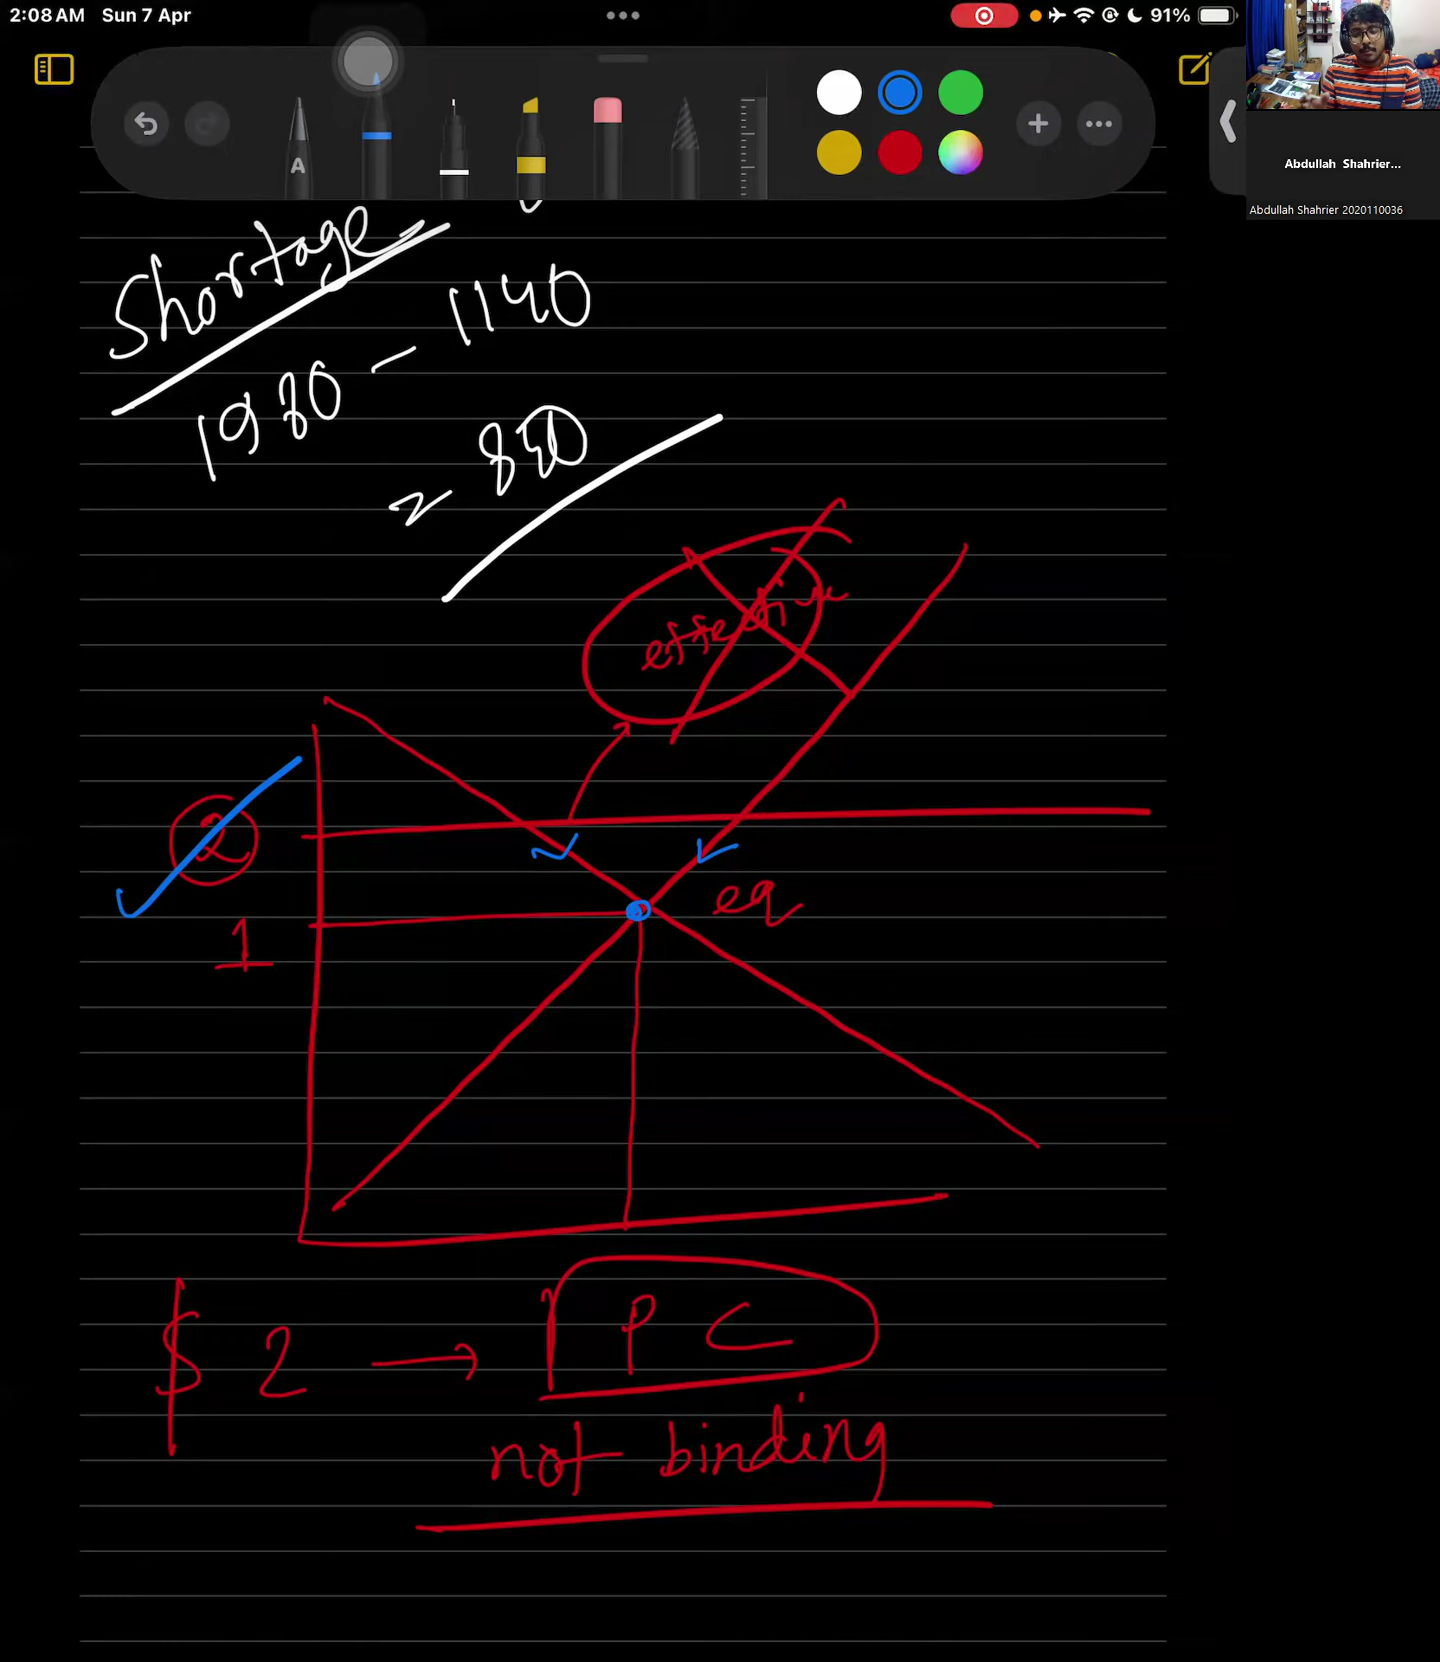 2:08 AM Sun 7 Apr
91%
A
Abdullah Shahrier...
Abdullah Shahrier 2020110036
Shortage
1980 - 1140
= 840
effective
2
1
eq
$ 2 → PC
not binding